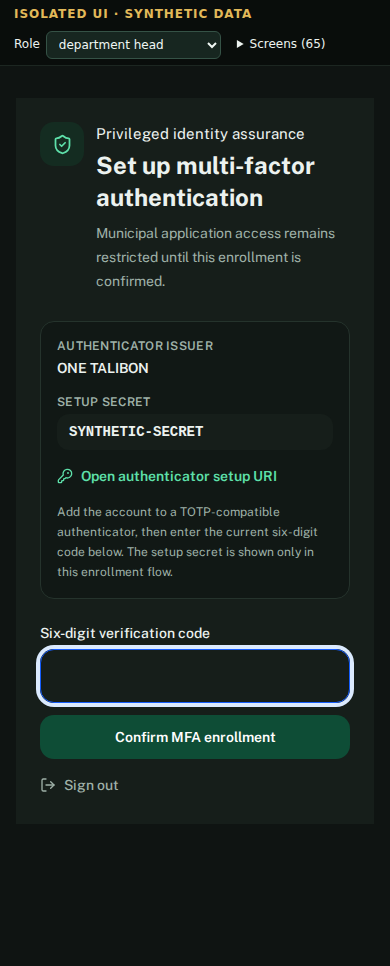 ISOLATED UI · SYNTHETIC DATA
Role department head ▶ Screens (65)
Privileged identity assurance
Set up multi-factor
authentication
Municipal application access remains
restricted until this enrollment is
confirmed.
AUTHENTICATOR ISSUER
ONE TALIBON
SETUP SECRET
SYNTHETIC-SECRET
Open authenticator setup URI
Add the account to a TOTP-compatible
authenticator, then enter the current six-digit
code below. The setup secret is shown only in
this enrollment flow.
Six-digit verification code
Confirm MFA enrollment
Sign out